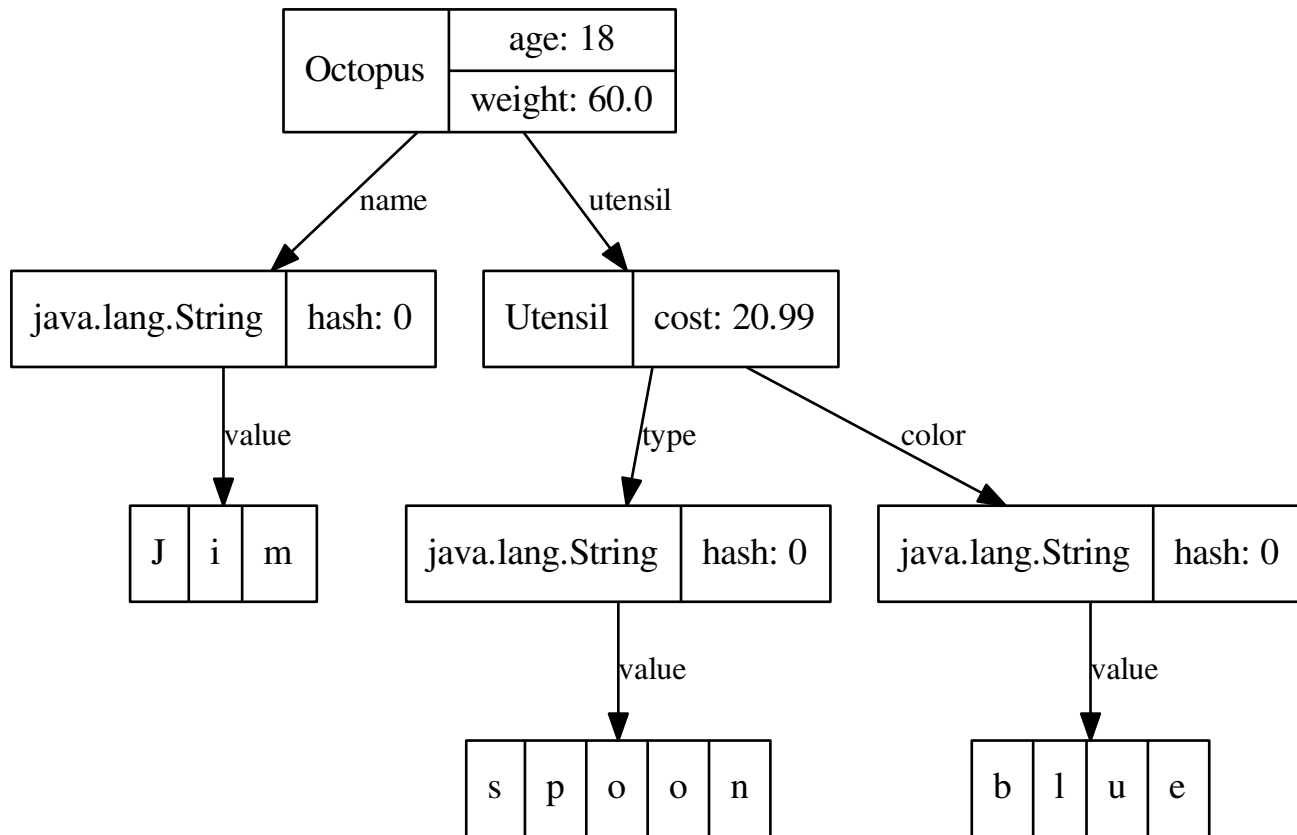 Octopus
age: 18
weight: 60.0
name
utensil
java.lang.String
hash: 0
Utensil
cost: 20.99
value
type
color
J i m
java.lang.String
hash: 0
java.lang.String
hash: 0
value
value
s p o o n
b l u e